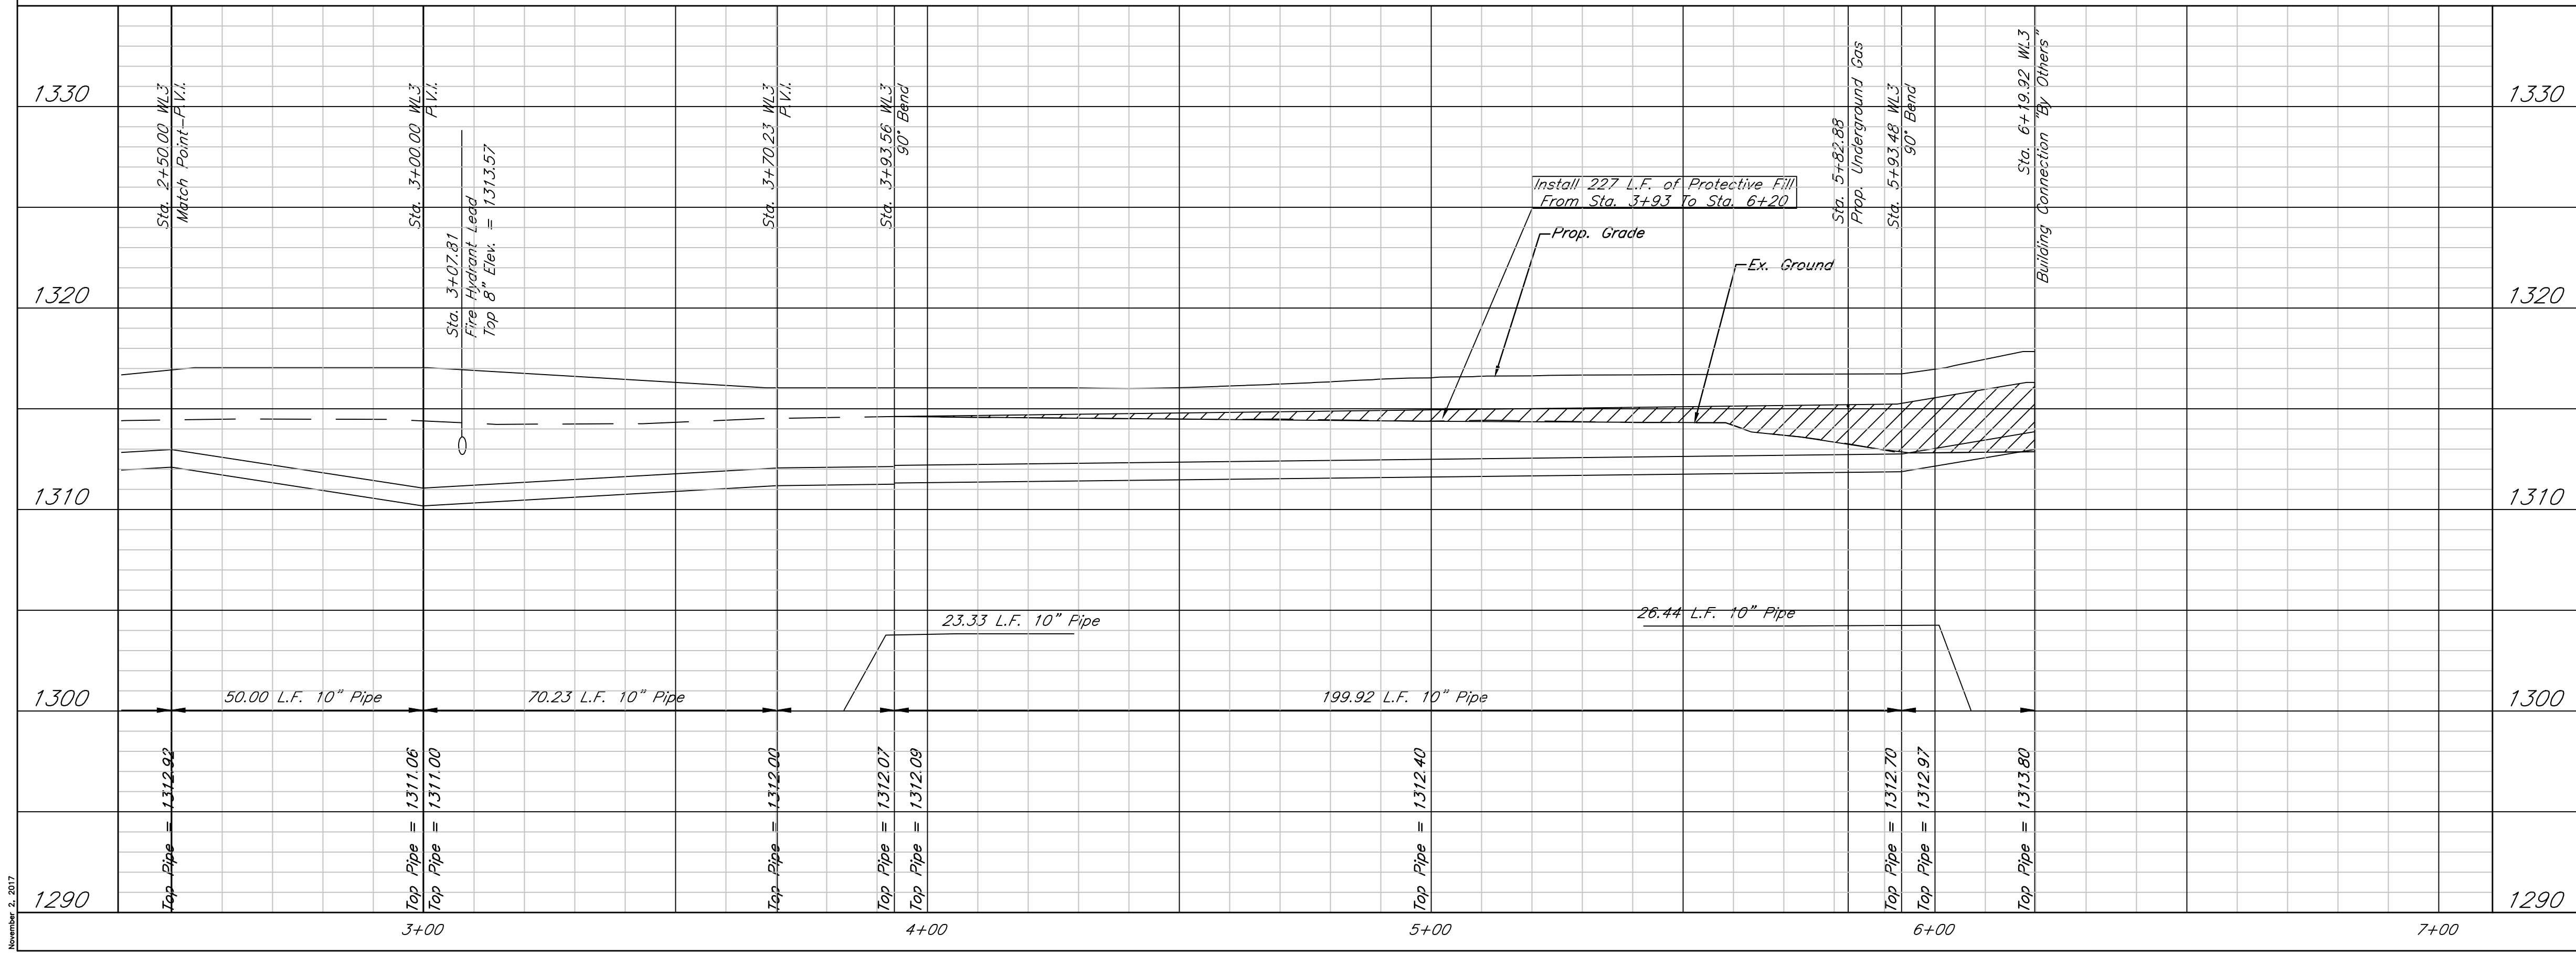 Sta. 2+50.00 WL3
Match Point-P.V.I.
Sta. 3+00.00 WL3
P.V.I.
Sta. 3+07.81
Fire Hydrant Lead
Top 8" Elev. = 1313.57
Sta. 3+70.23 WL3
P.V.I.
Sta. 3+93.56 WL3
90° Bend
Sta. 5+82.88
Prop. Underground Gas
Sta. 5+93.48 WL3
90° Bend
Sta. 6+19.92 WL3
Building Connection "By Others"
1330
1330
Install 227 L.F. of Protective Fill
From Sta. 3+93 To Sta. 6+20
Prop. Grade
Ex. Ground
1320
1320
1310
1310
23.33 L.F. 10" Pipe
26.44 L.F. 10" Pipe
1300
50.00 L.F. 10" Pipe
70.23 L.F. 10" Pipe
199.92 L.F. 10" Pipe
1300
Top Pipe = 1312.92
Top Pipe = 1311.06
Top Pipe = 1311.00
Top Pipe = 1312.00
Top Pipe = 1312.07
Top Pipe = 1312.09
Top Pipe = 1312.40
Top Pipe = 1312.70
Top Pipe = 1312.97
Top Pipe = 1313.80
1290
1290
3+00
4+00
5+00
6+00
7+00
November 2, 2017